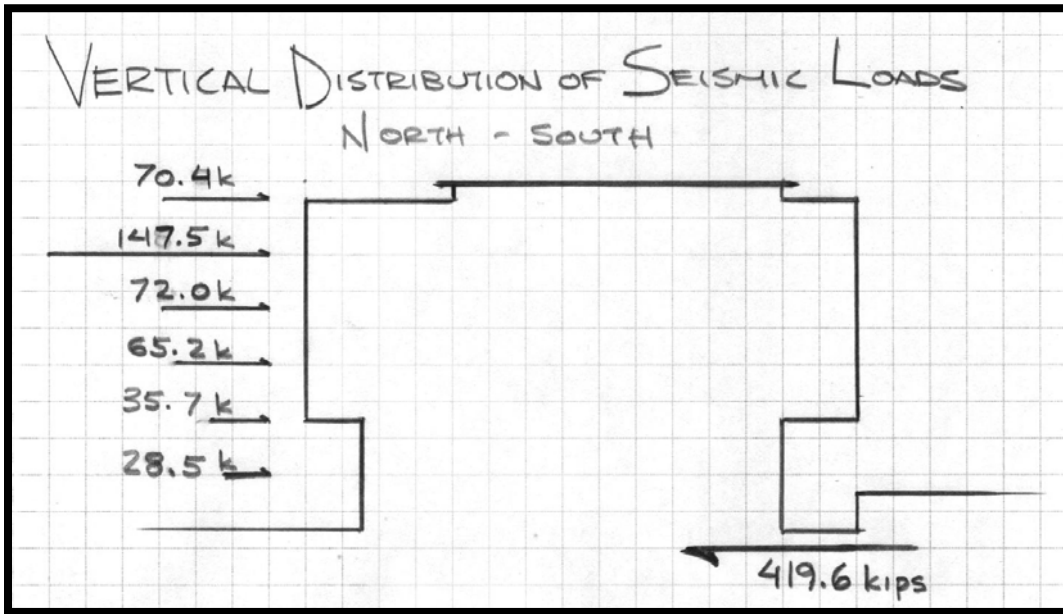 VERTICAL DISTRIBUTION OF SEISMIC LOADS
NORTH - SOUTH
70.4k
147.5k
72.0k
65.2k
35.7k
28.5k
419.6 kips